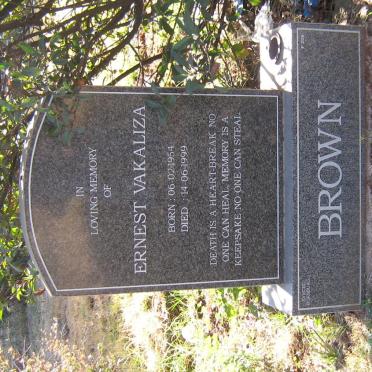 IN
LOVING MEMORY
OF
ERNEST VAKALIZA
BORN : 06-02-1954
DIED : 14-06-1999
DEATH IS A HEART-BREAK NO
ONE CAN HEAL, MEMORY IS A
KEEPSAKE NO ONE CAN STEAL
BROWN